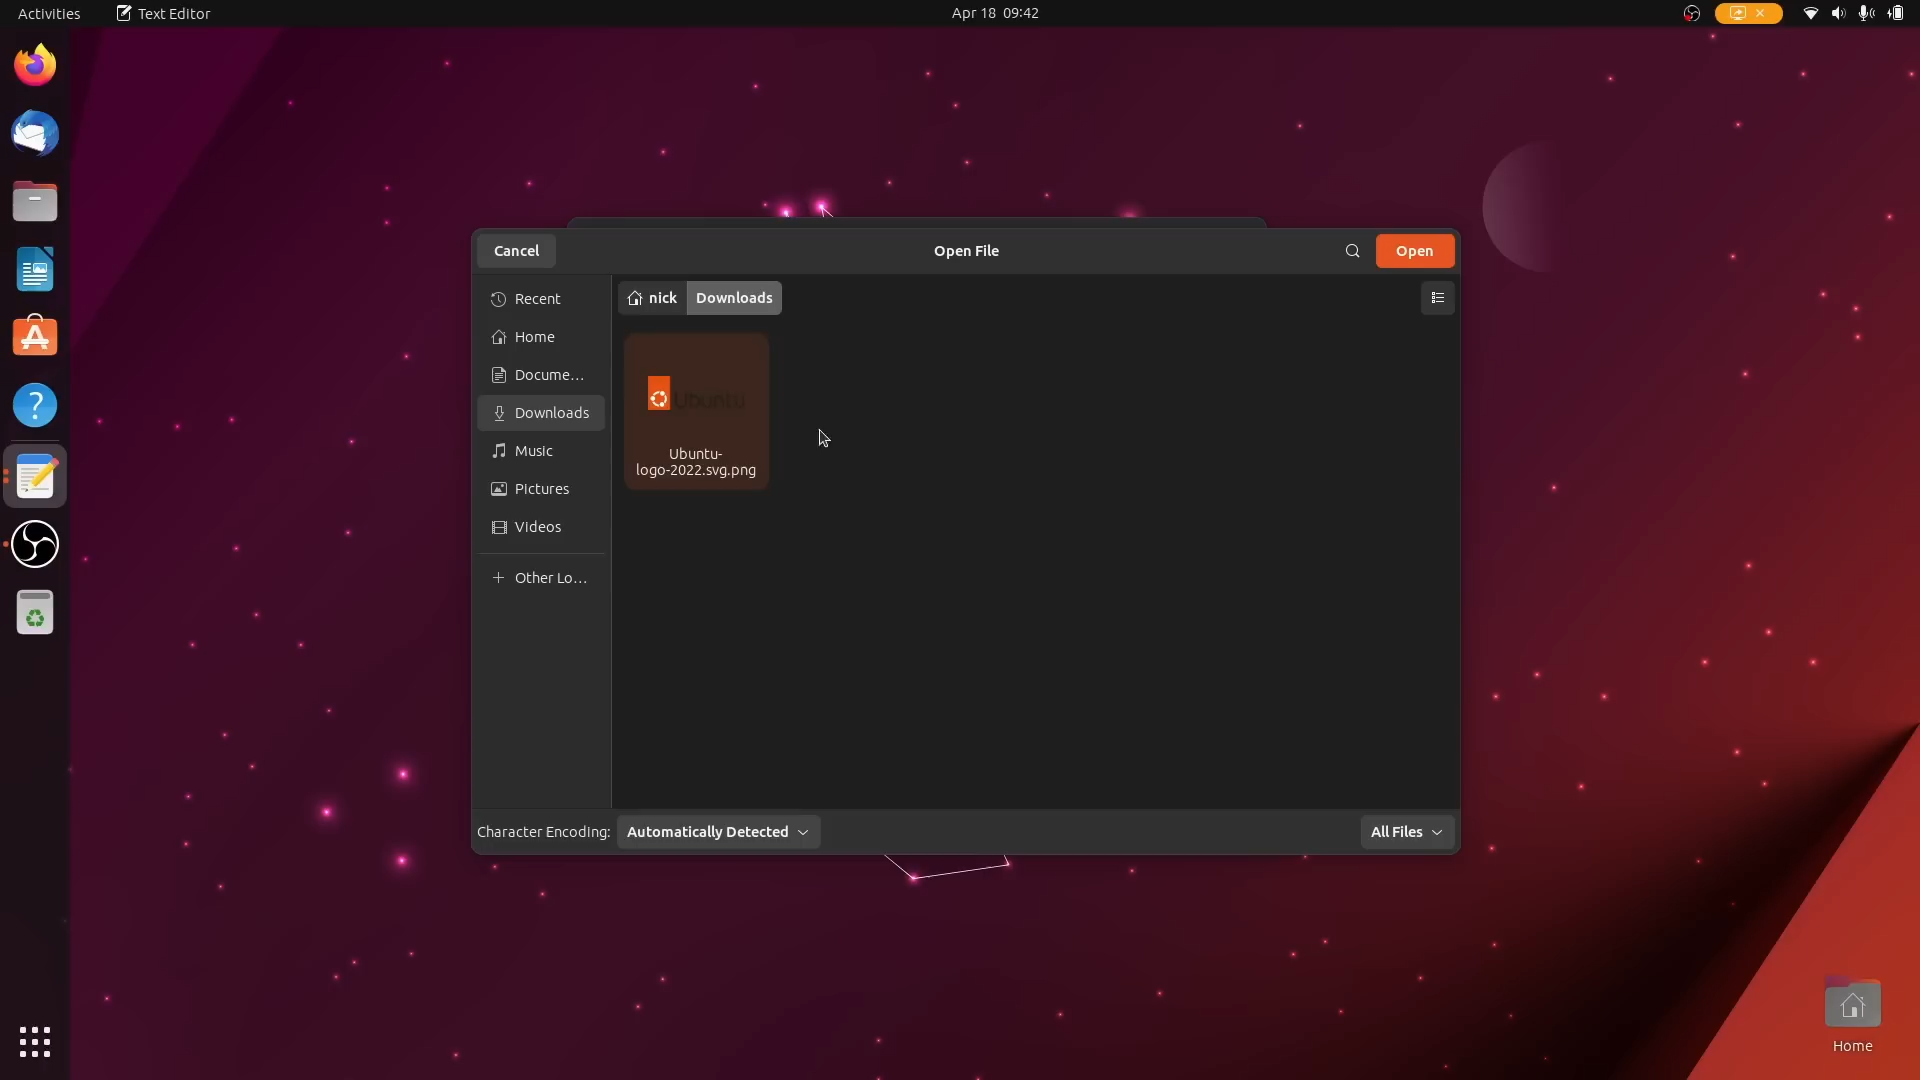 Activities
Text Editor
Apr 18 09:42
Cancel
Open File
Open
Recent
Home
Docume...
Downloads
Music
Pictures
Videos
Other Lo...
nick
Downloads
Ubuntu
Ubuntu-
logo-2022.svg.png
Character Encoding:
Automatically Detected
All Files
Home